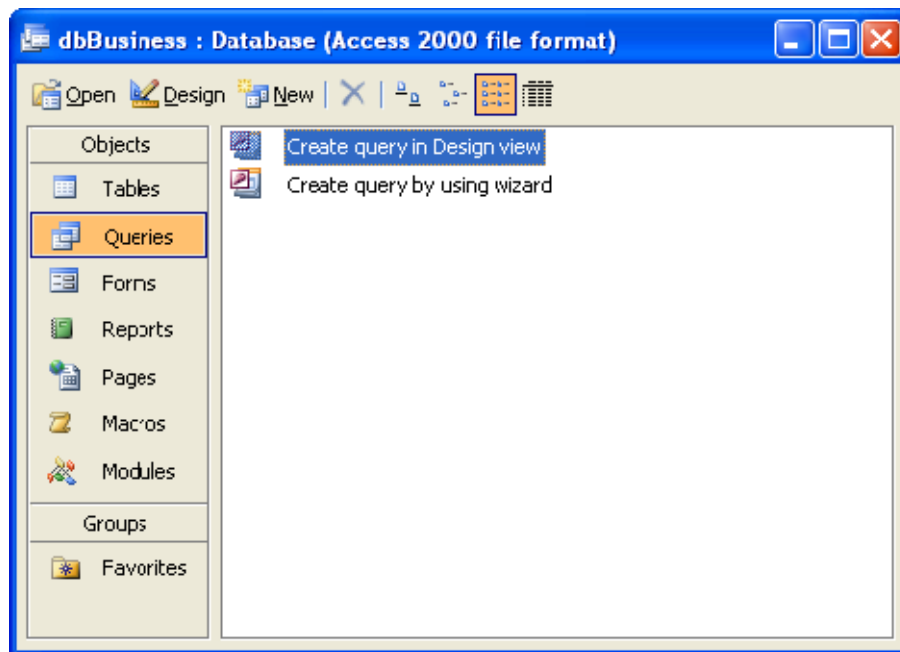 dbBusiness : Database (Access 2000 file format)
Open Design New
Objects
Tables
Queries
Forms
Reports
Pages
Macros
Modules
Groups
Favorites
Create query in Design view
Create query by using wizard